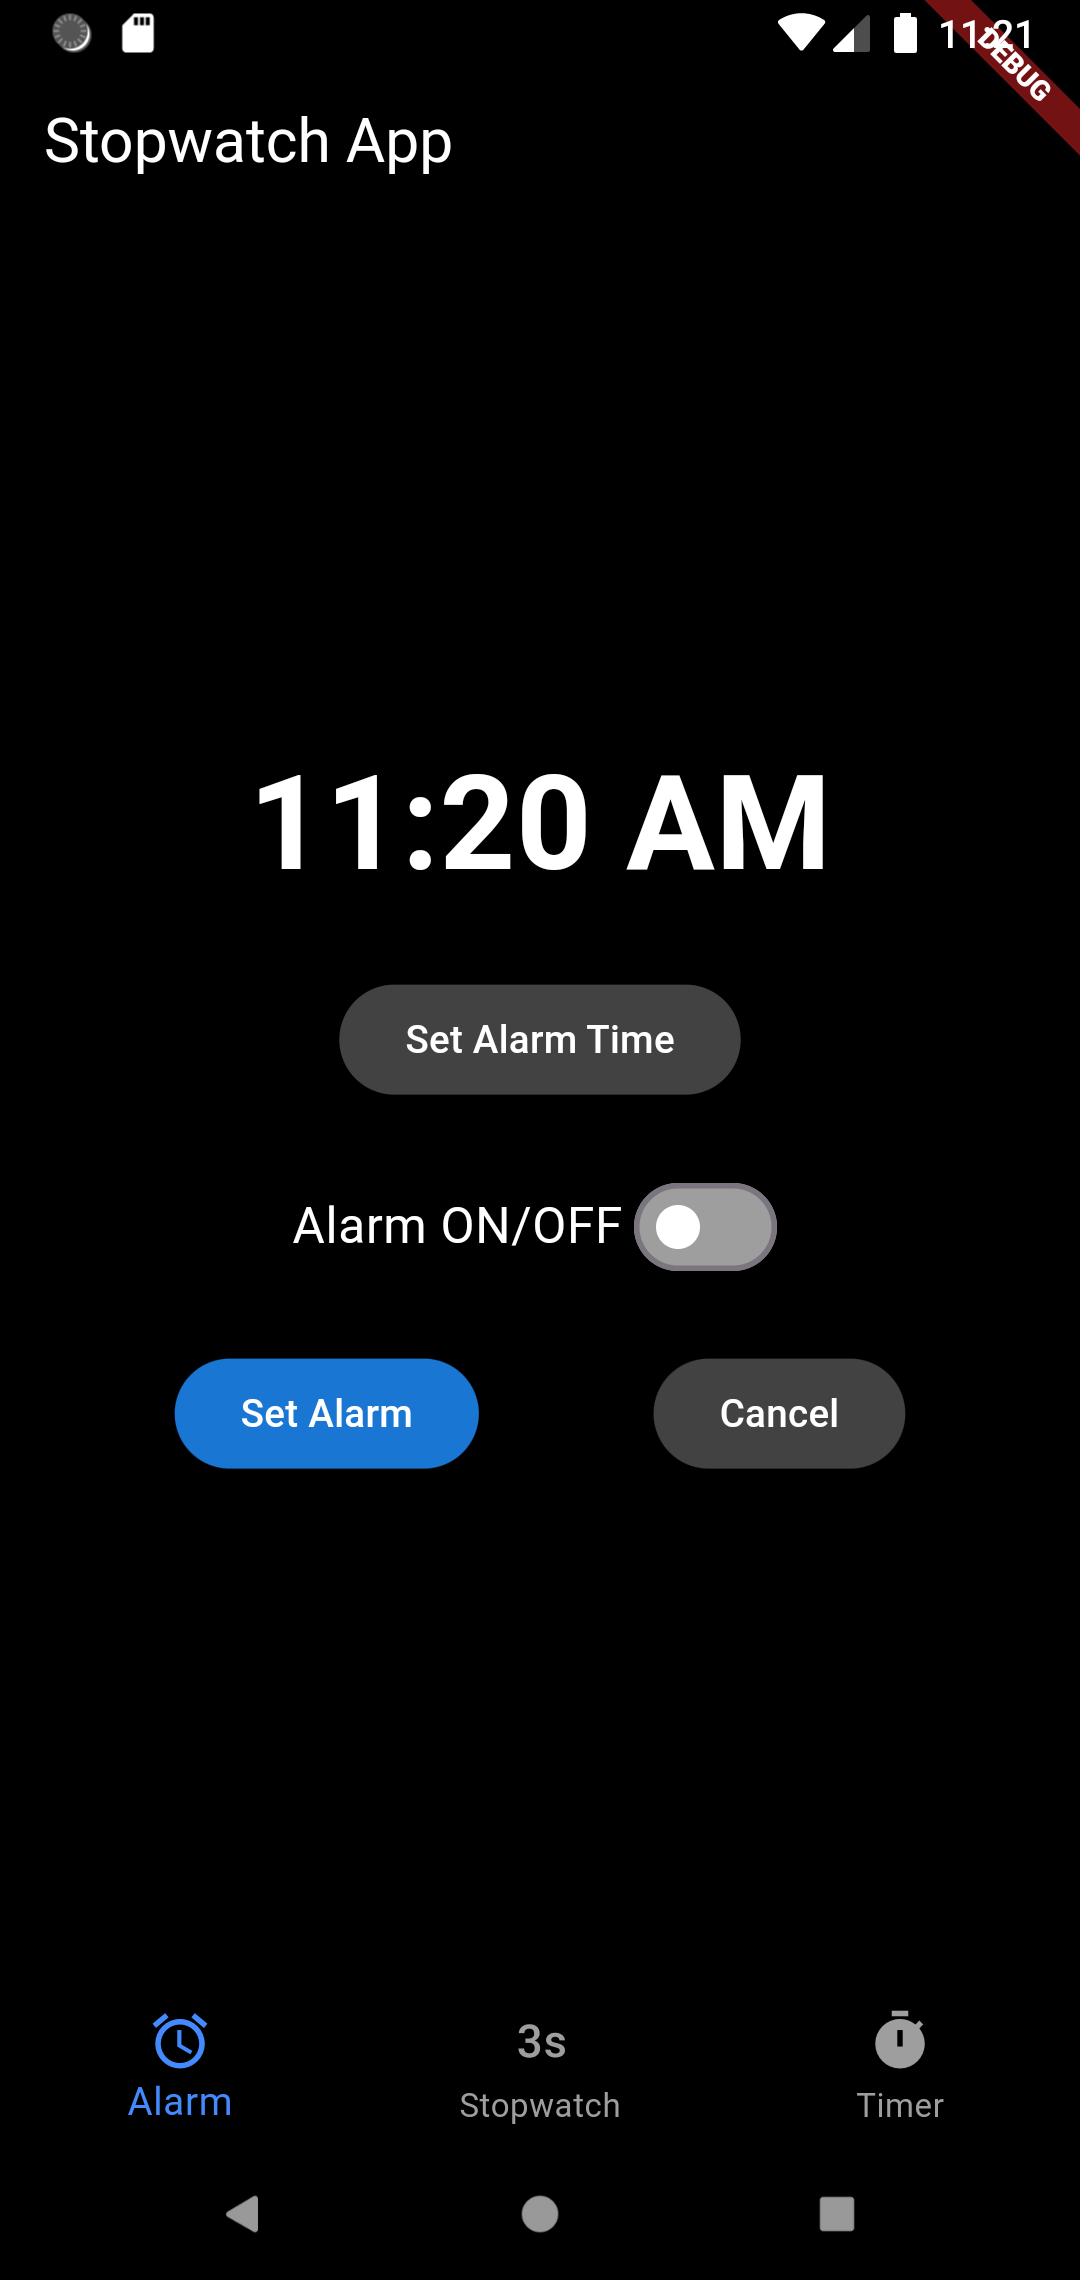 11:21
DEBUG
Stopwatch App
11:20 AM
Set Alarm Time
Alarm ON/OFF
Set Alarm
Cancel
3s
Alarm
Stopwatch
Timer